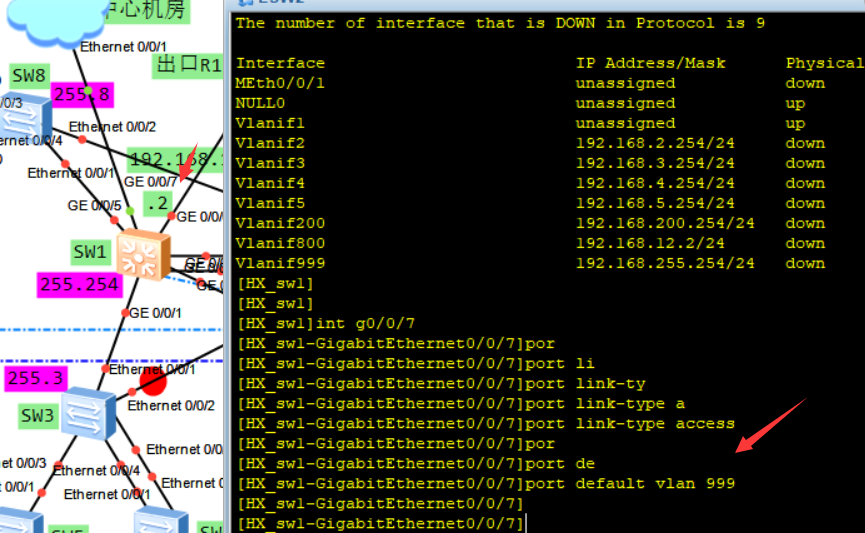 中心机房
Ethernet 0/0/1
出口R1
SW8
255.8
0/0/3
Ethernet 0/0/2
ernet 0/0/4
192.168.1
Ethernet 0/0/1
GE 0/0/7
GE 0/0/5
.2
GE 0/0/
SW1
255.254
GE 0/0/1
Ethernet 0/0/1
255.3
Ethernet 0/0/2
SW3
Ethernet 0/0
et 0/0/3
Ethernet 0/0/4
Ethernet 0
0/0/1
Ethernet 0/0/1
The number of interface that is DOWN in Protocol is 9
Interface IP Address/Mask Physical
MEth0/0/1 unassigned down
NULL0 unassigned up
Vlanif1 unassigned up
Vlanif2 192.168.2.254/24 down
Vlanif3 192.168.3.254/24 down
Vlanif4 192.168.4.254/24 down
Vlanif5 192.168.5.254/24 down
Vlanif200 192.168.200.254/24 down
Vlanif800 192.168.12.2/24 down
Vlanif999 192.168.255.254/24 down
[HX_sw1]
[HX_sw1]
[HX_sw1]int g0/0/7
[HX_sw1-GigabitEthernet0/0/7]por
[HX_sw1-GigabitEthernet0/0/7]port li
[HX_sw1-GigabitEthernet0/0/7]port link-ty
[HX_sw1-GigabitEthernet0/0/7]port link-type a
[HX_sw1-GigabitEthernet0/0/7]port link-type access
[HX_sw1-GigabitEthernet0/0/7]por
[HX_sw1-GigabitEthernet0/0/7]port de
[HX_sw1-GigabitEthernet0/0/7]port default vlan 999
[HX_sw1-GigabitEthernet0/0/7]
[HX_sw1-GigabitEthernet0/0/7]